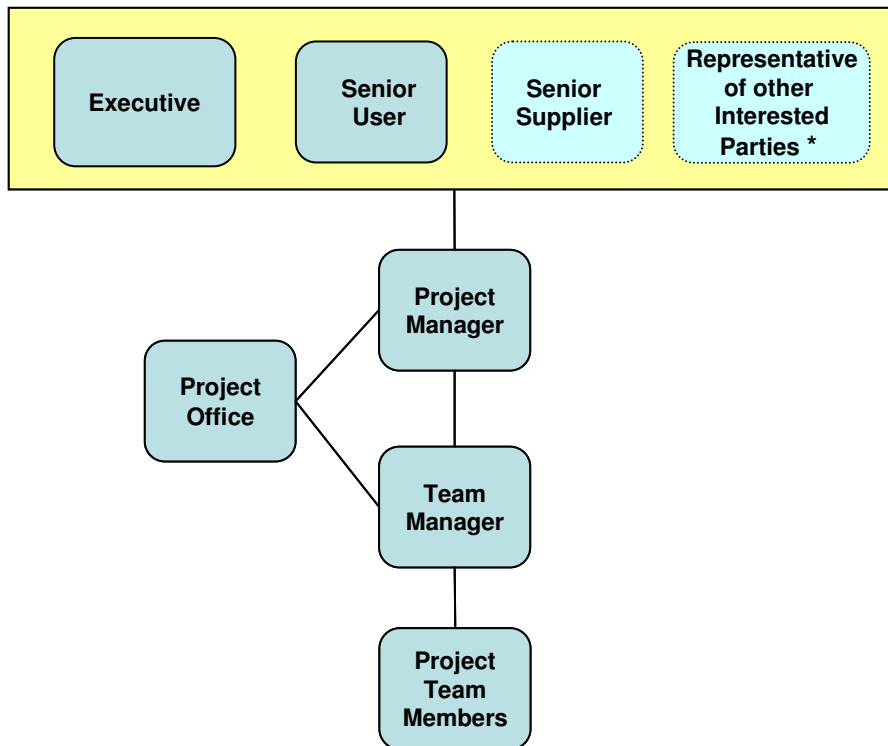 Executive
Senior
User
Senior
Supplier
Representative
of other
Interested
Parties *
Project
Manager
Project
Office
Team
Manager
Project
Team
Members